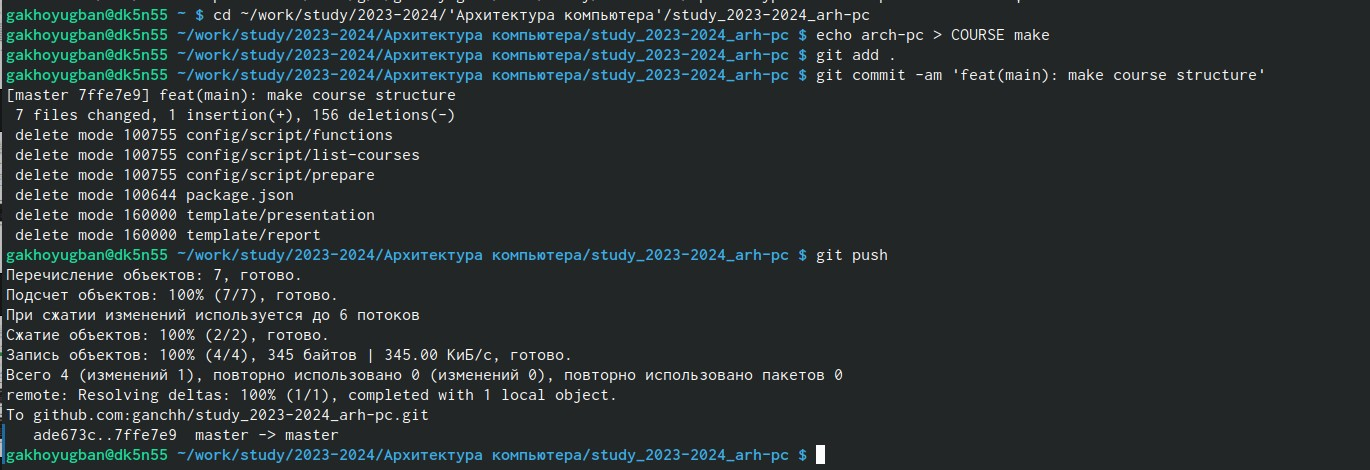 gakhoyugban@dk5n55 ~ $ cd ~/work/study/2023-2024/'Архитектура компьютера'/study_2023-2024_arh-pc
gakhoyugban@dk5n55 ~/work/study/2023-2024/Архитектура компьютера/study_2023-2024_arh-pc $ echo arch-pc > COURSE make
gakhoyugban@dk5n55 ~/work/study/2023-2024/Архитектура компьютера/study_2023-2024_arh-pc $ git add .
gakhoyugban@dk5n55 ~/work/study/2023-2024/Архитектура компьютера/study_2023-2024_arh-pc $ git commit -am 'feat(main): make course structure'
[master 7ffe7e9] feat(main): make course structure
 7 files changed, 1 insertion(+), 156 deletions(-)
 delete mode 100755 config/script/functions
 delete mode 100755 config/script/list-courses
 delete mode 100755 config/script/prepare
 delete mode 100644 package.json
 delete mode 160000 template/presentation
 delete mode 160000 template/report
gakhoyugban@dk5n55 ~/work/study/2023-2024/Архитектура компьютера/study_2023-2024_arh-pc $ git push
Перечисление объектов: 7, готово.
Подсчет объектов: 100% (7/7), готово.
При сжатии изменений используется до 6 потоков
Сжатие объектов: 100% (2/2), готово.
Запись объектов: 100% (4/4), 345 байтов | 345.00 КиБ/с, готово.
Всего 4 (изменений 1), повторно использовано 0 (изменений 0), повторно использовано пакетов 0
remote: Resolving deltas: 100% (1/1), completed with 1 local object.
To github.com:ganchh/study_2023-2024_arh-pc.git
   ade673c..7ffe7e9  master -> master
gakhoyugban@dk5n55 ~/work/study/2023-2024/Архитектура компьютера/study_2023-2024_arh-pc $